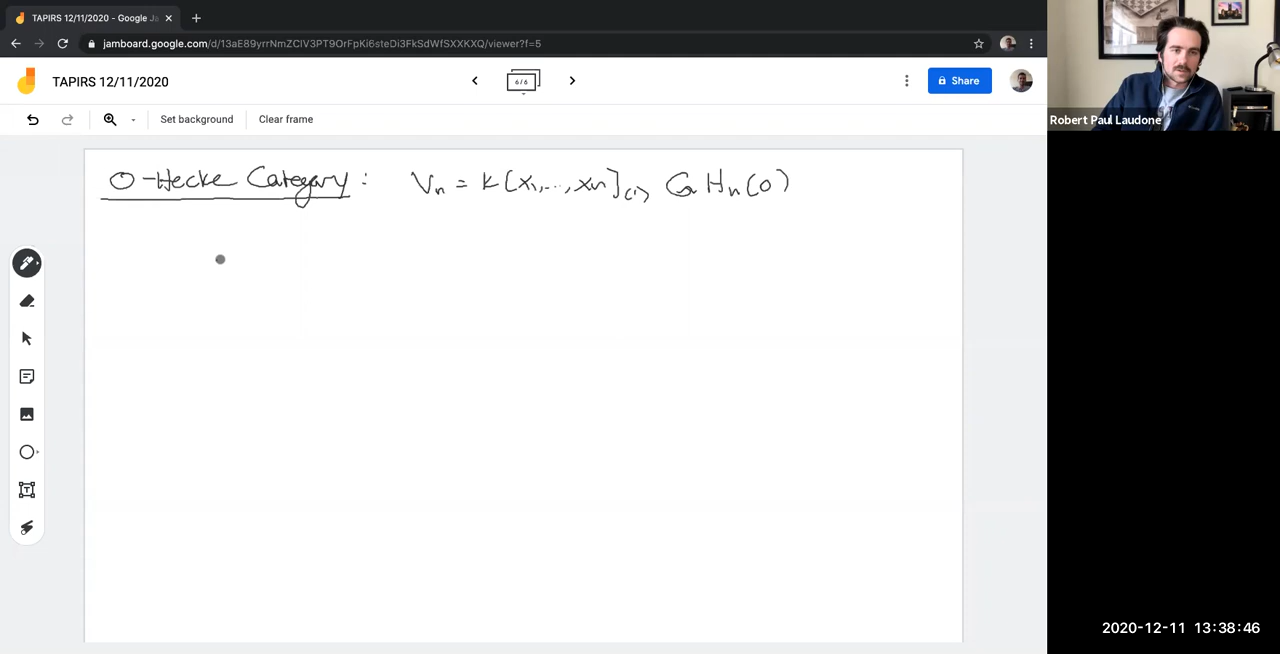 TAPIRS 12/11/2020 - Google Ja
jamboard.google.com/d/13aE89yrrNmZClV3PT9OrFpKi6steDi3FkSdWfSXXKXQ/viewer?f=5
TAPIRS 12/11/2020
6/6
Share
Set background
Clear frame
Robert Paul Laudone
0-Hecke Category: Vn = k[x1,...,xn](1) G Hn(0)
2020-12-11 13:38:46